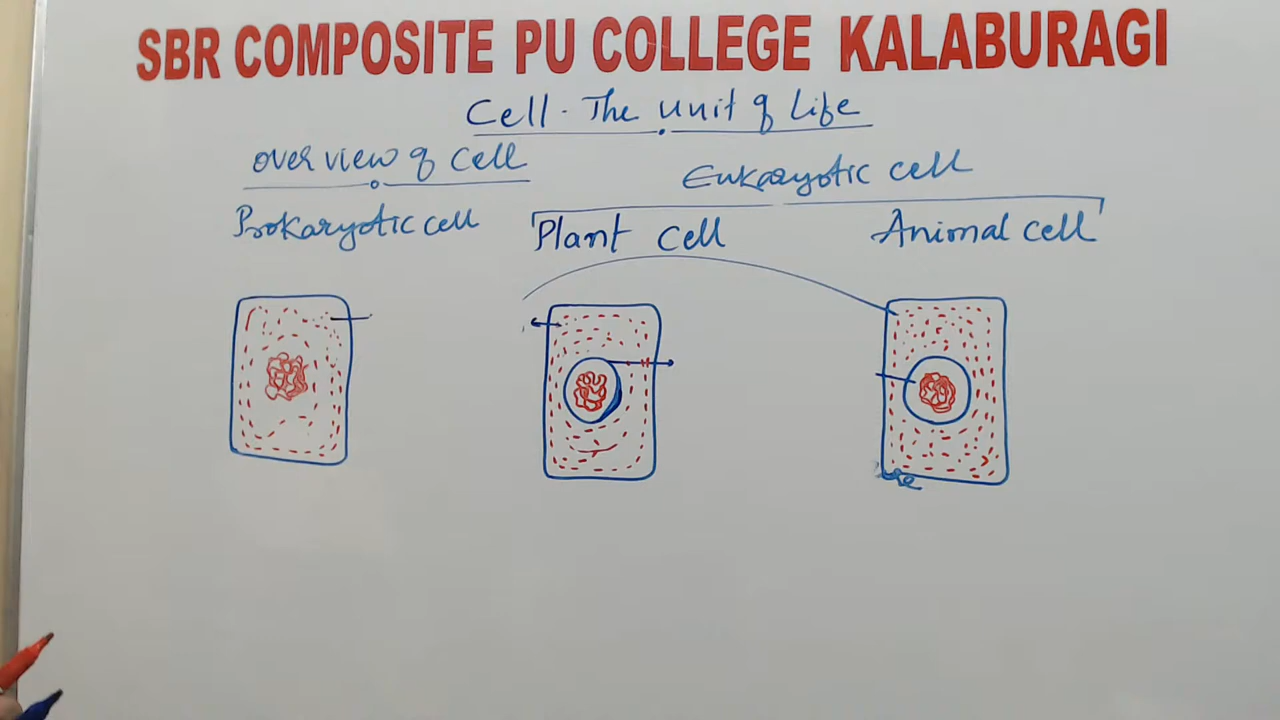 SBR COMPOSITE PU COLLEGE KALABURAGI
Cell - The unit of Life
over view of cell
Eukaryotic cell
Prokaryotic cell
Plant cell
Animal cell